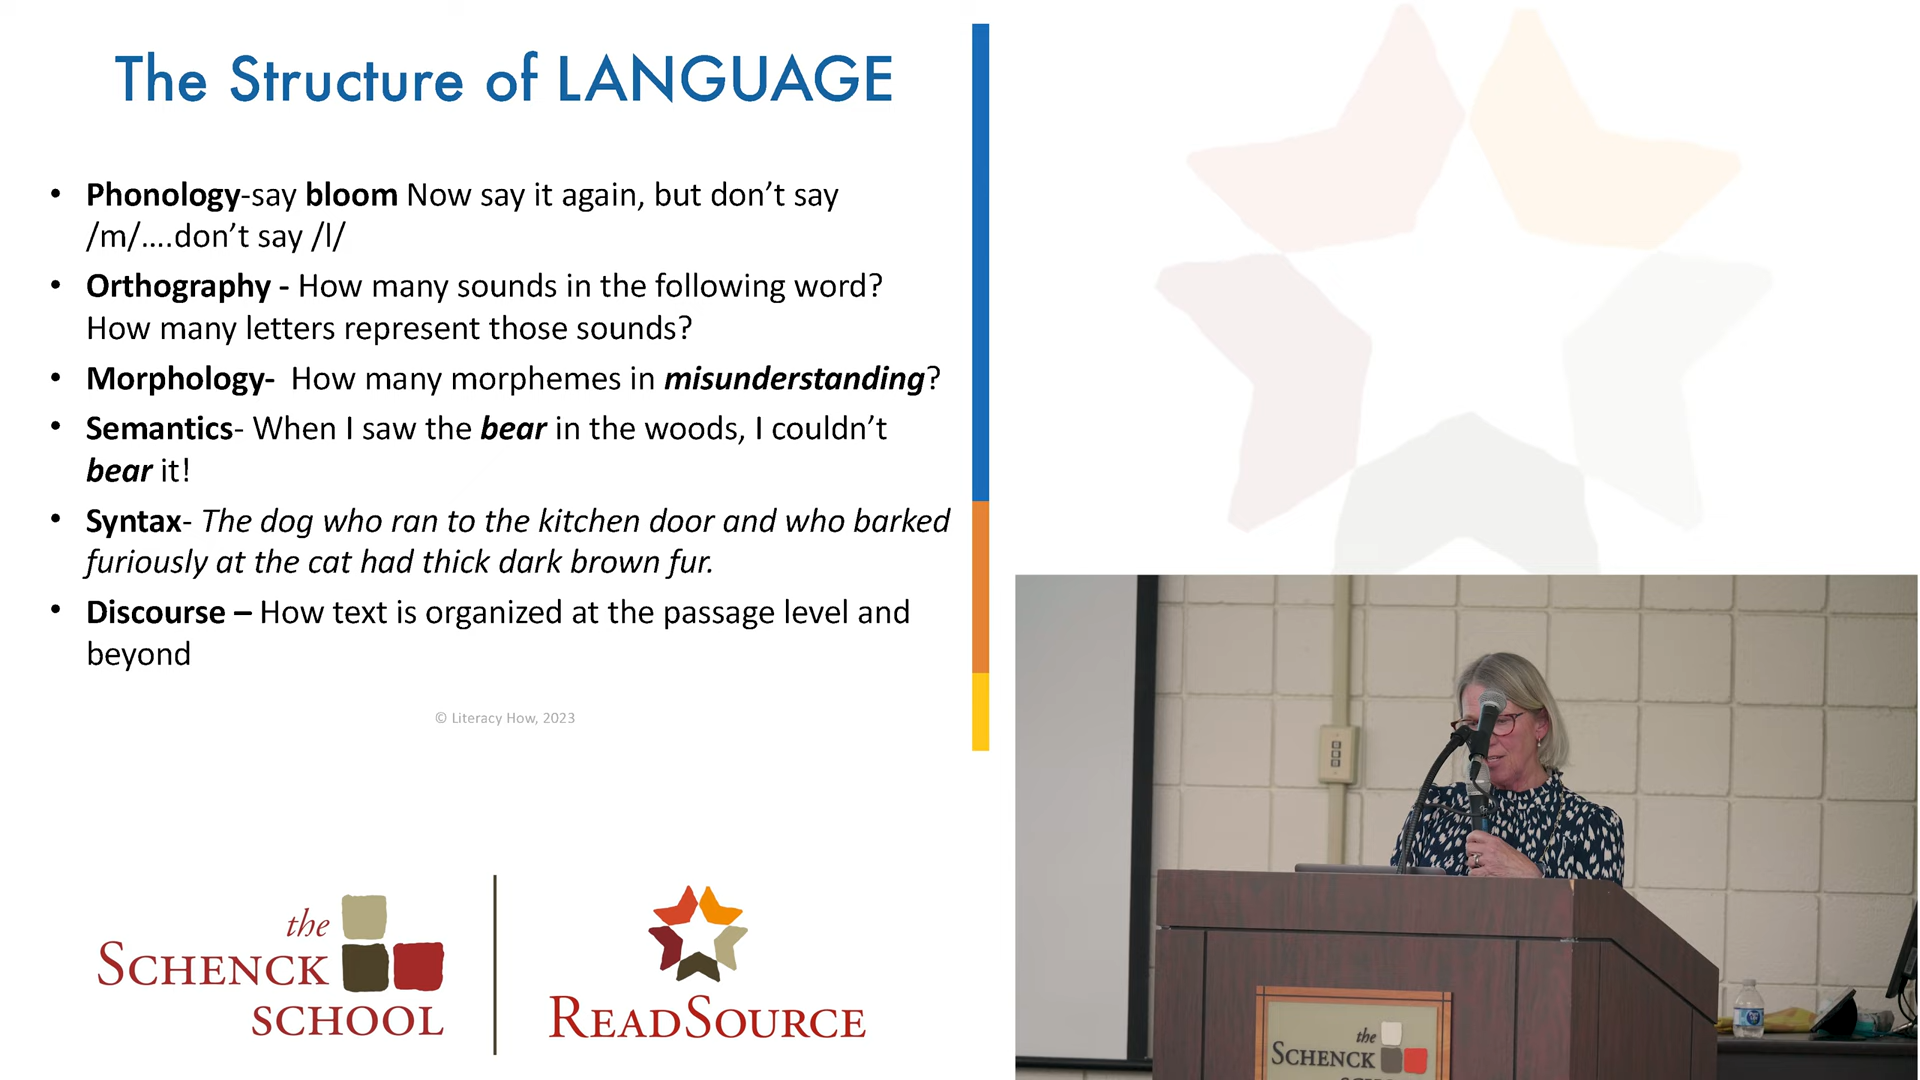 The Structure of LANGUAGE
• Phonology-say bloom Now say it again, but don’t say
/m/….don’t say /l/
• Orthography - How many sounds in the following word?
How many letters represent those sounds?
• Morphology-  How many morphemes in misunderstanding?
• Semantics- When I saw the bear in the woods, I couldn’t
bear it!
• Syntax- The dog who ran to the kitchen door and who barked
furiously at the cat had thick dark brown fur.
• Discourse – How text is organized at the passage level and
beyond
© Literacy How, 2023
the
SCHENCK
SCHOOL
READSOURCE
the
SCHENCK